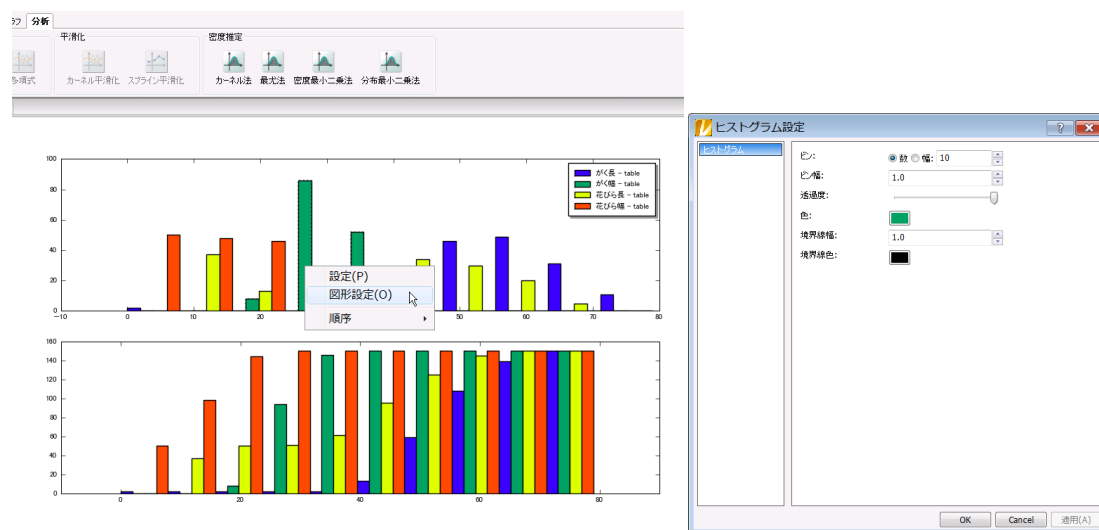 ラフ 分析
平滑化 密度推定
多項式 カーネル平滑化 スプライン平滑化 カーネル法 最尤法 密度最小二乗法 分布最小二乗法
100
80
60
40
20
0
-10 0 10 20 50 60 70 80
がく長 - table
がく幅 - table
花びら長 - table
花びら幅 - table
設定(P)
図形設定(O)
順序
160
140
120
100
80
60
40
20
0
0 20 40 60 80
ヒストグラム設定
ヒストグラム
ビン: 数 幅: 10
ビン幅: 1.0
透過度:
色:
境界線幅: 1.0
境界線色:
OK Cancel 適用(A)